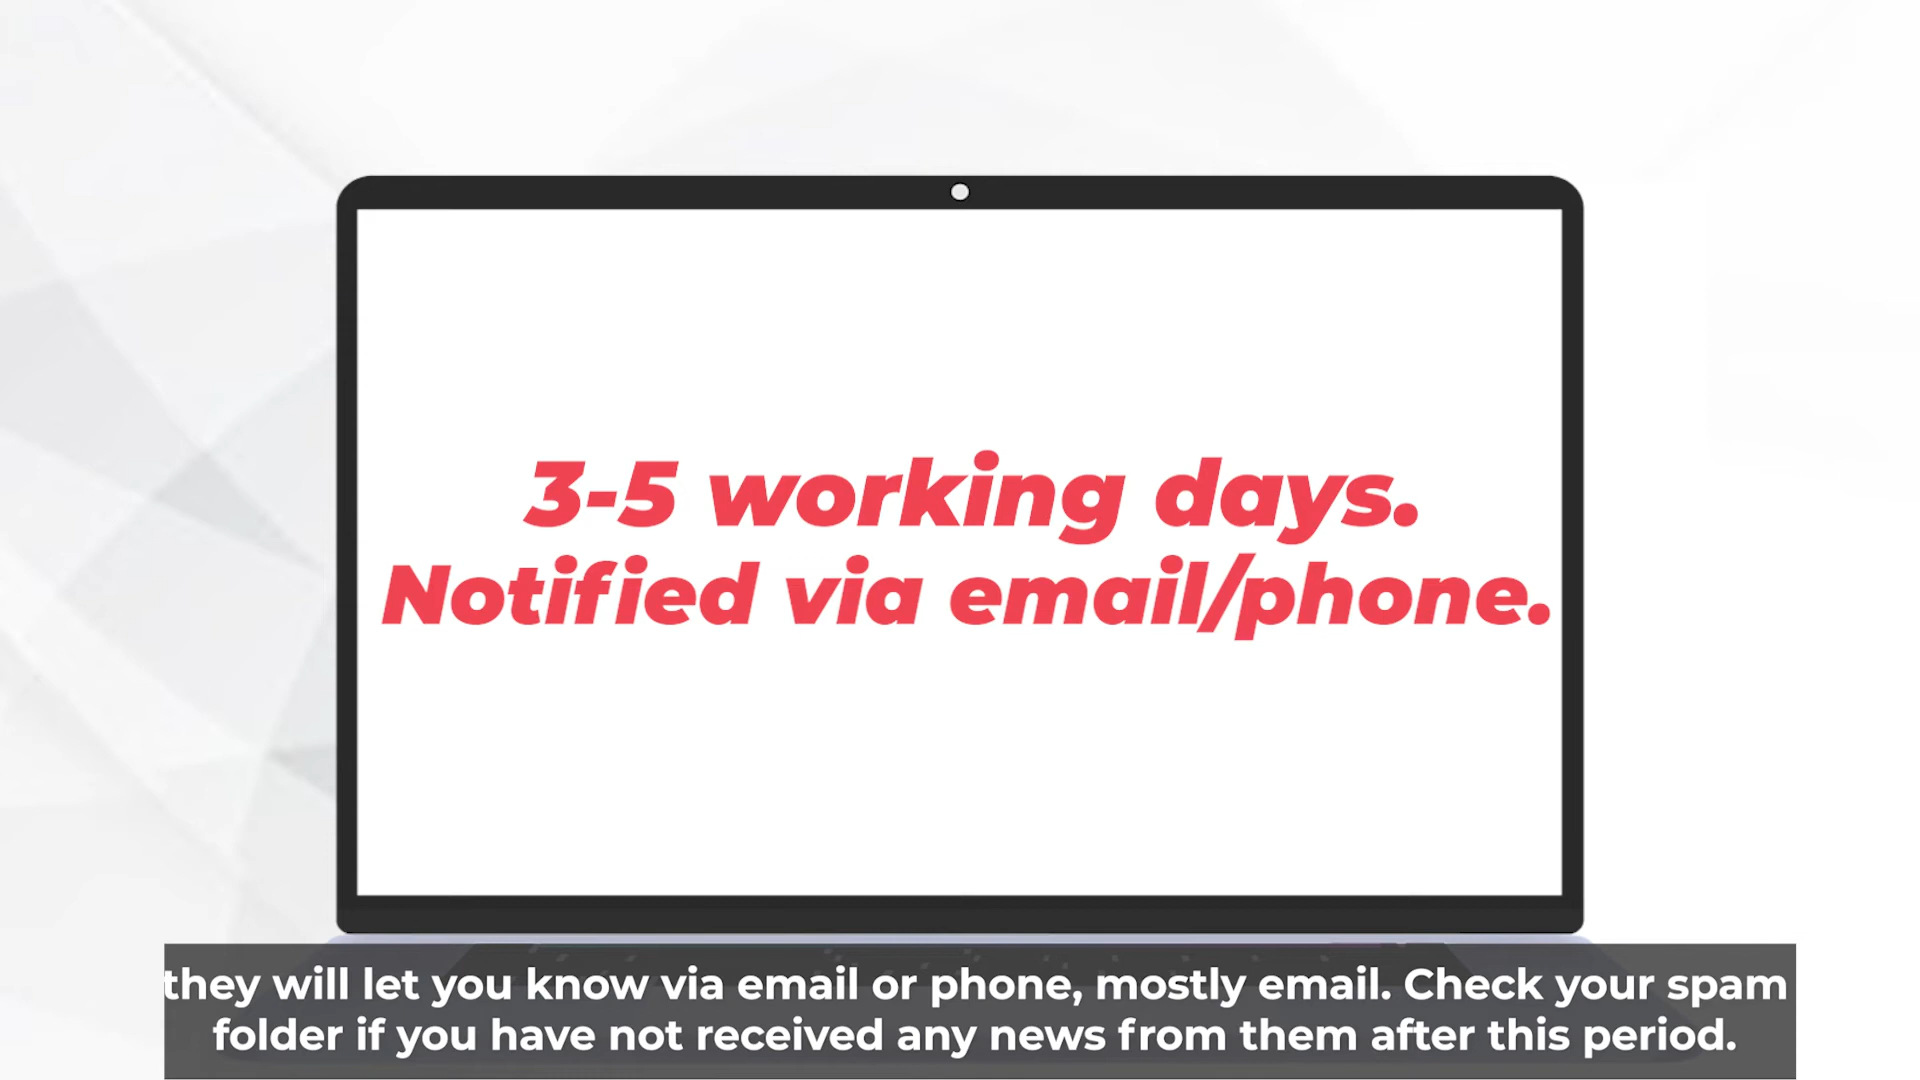 3-5 working days.
Notified via email/phone.
they will let you know via email or phone, mostly email. Check your spam
folder if you have not received any news from them after this period.